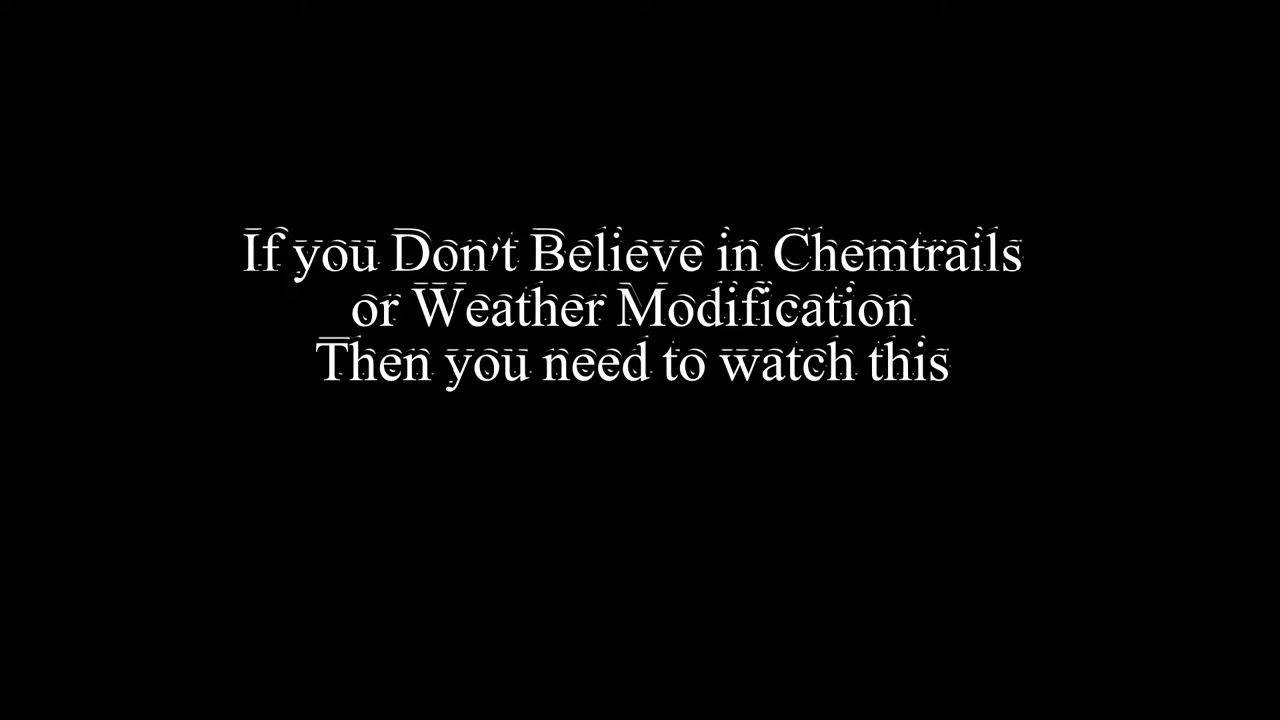 If you Don't Believe in Chemtrails
or Weather Modification
Then you need to watch this